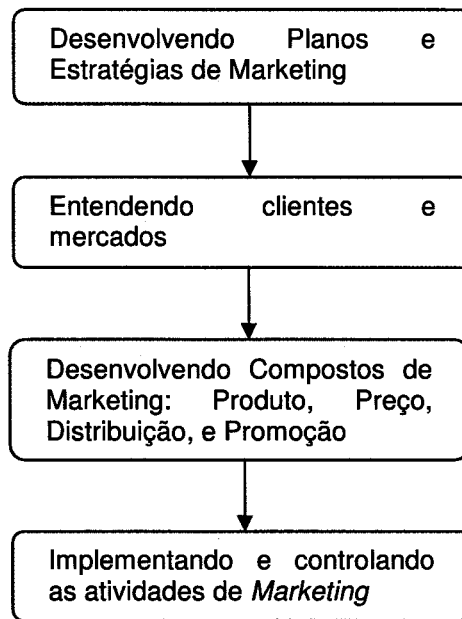 Desenvolvendo Planos e
Estratégias de Marketing
Entendendo clientes e
mercados
Desenvolvendo Compostos de
Marketing: Produto, Preço,
Distribuição, e Promoção
Implementando e controlando
as atividades de Marketing